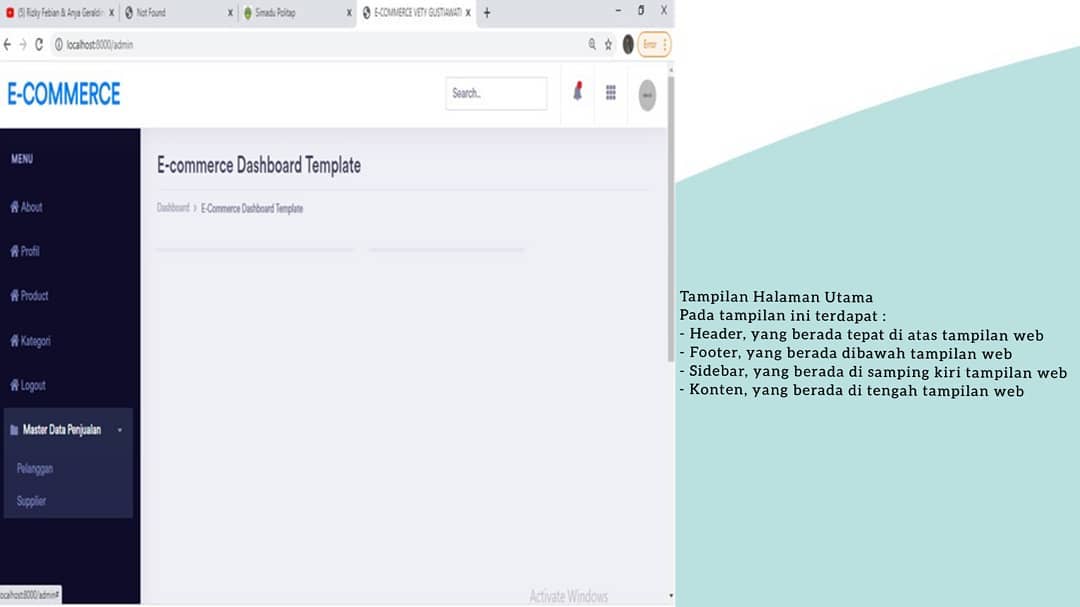 (5) Rizky Febian & Anya Geraldin X
Not Found X
Simadu Politap X
E-COMMERCE VETY GUSTIAWATI X
localhost:8000/admin
Error
E-COMMERCE
Search..
MENU
About
Profil
Product
Kategori
Logout
Master Data Penjualan
Pelanggan
Supplier
E-commerce Dashboard Template
Dashboard > E-Commerce Dashboard Template
ocalhost:8000/admin#
Activate Windows
Tampilan Halaman Utama
Pada tampilan ini terdapat :
- Header, yang berada tepat di atas tampilan web
- Footer, yang berada dibawah tampilan web
- Sidebar, yang berada di samping kiri tampilan web
- Konten, yang berada di tengah tampilan web